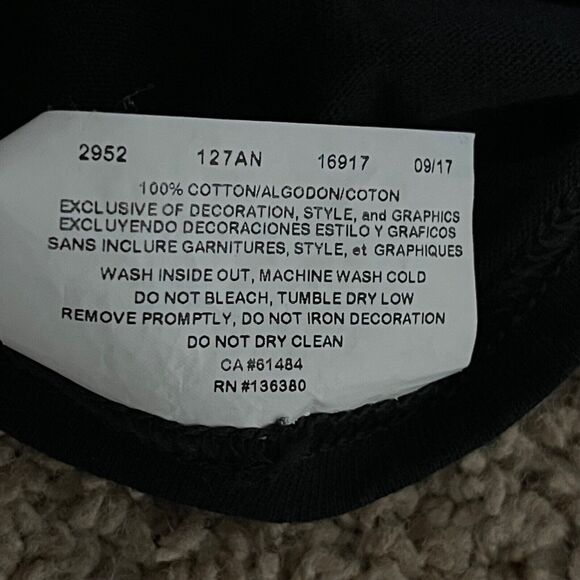 2952 127AN 16917 09/17
100% COTTON/ALGODON/COTON
EXCLUSIVE OF DECORATION, STYLE, and GRAPHICS
EXCLUYENDO DECORACIONES ESTILO Y GRAFICOS
SANS INCLURE GARNITURES, STYLE, et GRAPHIQUES
WASH INSIDE OUT, MACHINE WASH COLD
DO NOT BLEACH, TUMBLE DRY LOW
REMOVE PROMPTLY, DO NOT IRON DECORATION
DO NOT DRY CLEAN
CA #61484
RN #136380